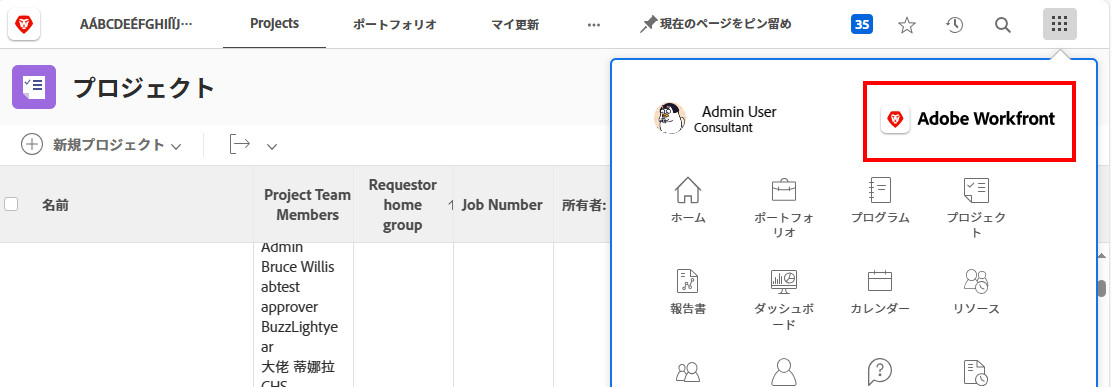 AÁBCDEÉFGHIÍĺJ···
Projects
ポートフォリオ
マイ更新
現在のページをピン留め
35
プロジェクト
新規プロジェクト
名前
Project Team
Members
Requestor
home
group
Job Number
所有者:
Admin
Bruce Willis
abtest
approver
BuzzLightye
ar
大佬 蒂娜拉
CHS
Admin User
Consultant
Adobe Workfront
ホーム
ポートフォ
リオ
プログラム
プロジェク
ト
報告書
ダッシュボ
ード
カレンダー
リソース